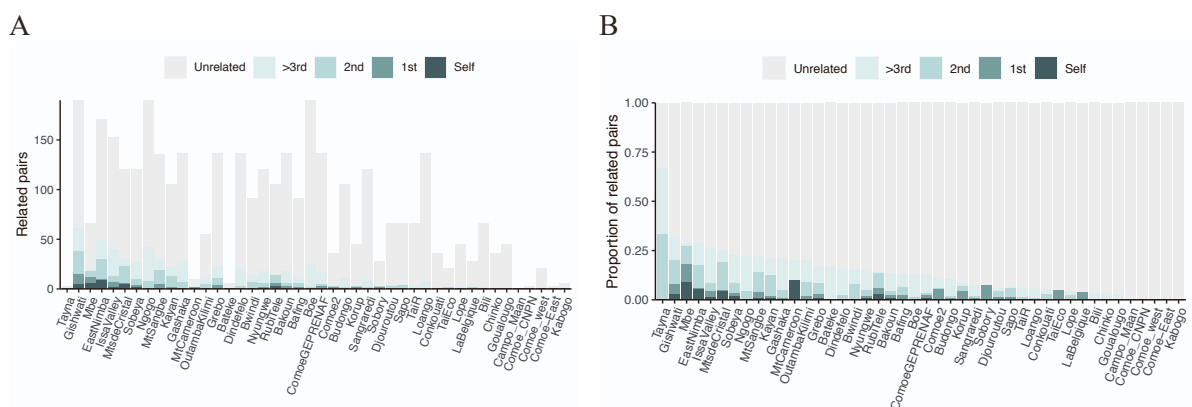 A
Unrelated >3rd 2nd 1st Self
Related pairs
150
100
50
0
Tayna
Gishwati
Mbe
EastNimba
IssaValley
MtsdeCristal
Sobeya
Ngogo
MtSangbe
Kayan
Gashaka
MtCameroon
OutambaKilimi
Grebo
Bateke
Dindefelo
Bwindi
Nyungwe
RubiTele
Bakoun
Bafing
Boe
ComoeGEPRENAF
Comoe2
Budongo
Korup
Sangaredi
Sobory
Djouroutou
Sapo
TaiR
Loango
Conkouati
TaiEco
Lope
LaBelgique
Bili
Chinko
Goualougo
Campo_Maan
Comoe_CNPN
Comoe_west
Comoe_East
Kabogo
B
Unrelated >3rd 2nd 1st Self
Proportion of related pairs
1.00
0.75
0.50
0.25
0.00
Tayna
Gishwati
Mbe
EastNimba
IssaValley
MtsdeCristal
Sobeya
Ngogo
MtSangbe
Kayan
Gashaka
MtCameroon
OutambaKilimi
Grebo
Bateke
Dindefelo
Bwindi
Nyungwe
RubiTele
Bakoun
Bafing
Boe
ComoeGEPRENAF
Comoe2
Budongo
Korup
Sangaredi
Sobory
Djouroutou
Sapo
TaiR
Loango
Conkouati
TaiEco
Lope
LaBelgique
Bili
Chinko
Goualougo
Campo_Maan
Comoe_CNPN
Comoe_west
Comoe_East
Kabogo